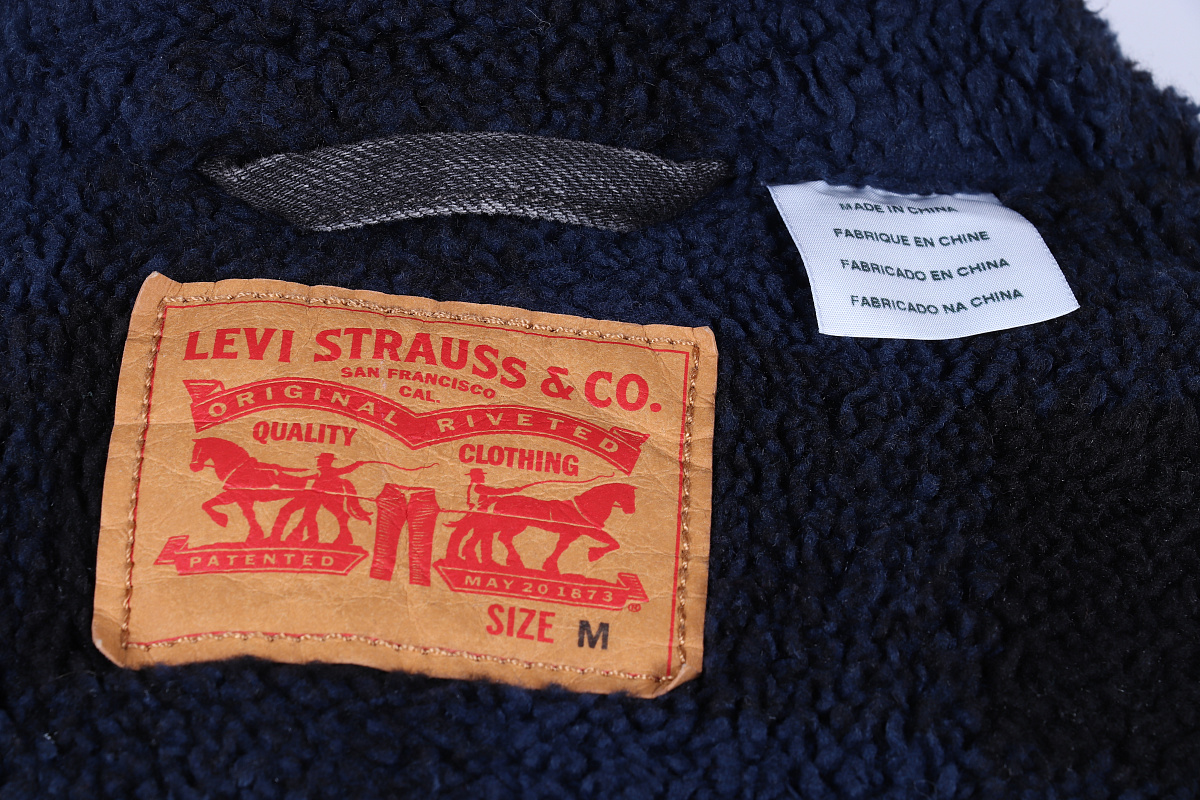 LEVI STRAUSS & CO.
SAN FRANCISCO
CAL.
ORIGINAL RIVETED
QUALITY CLOTHING
PATENTED MAY 20 1873 ®
SIZE M
MADE IN CHINA
FABRIQUE EN CHINE
FABRICADO EN CHINA
FABRICADO NA CHINA